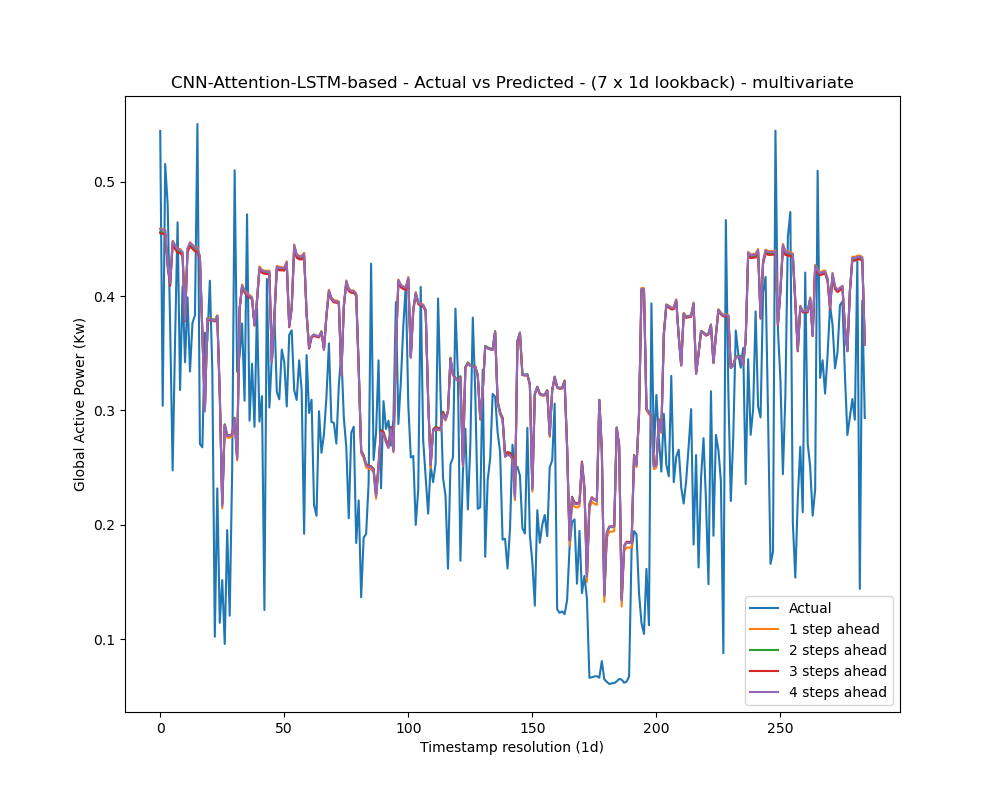 CNN-Attention-LSTM-based - Actual vs Predicted - (7 x 1d lookback) - multivariate
Global Active Power (Kw)
0.5
0.4
0.3
0.2
0.1
0 50 100 150 200 250
Timestamp resolution (1d)
Actual
1 step ahead
2 steps ahead
3 steps ahead
4 steps ahead